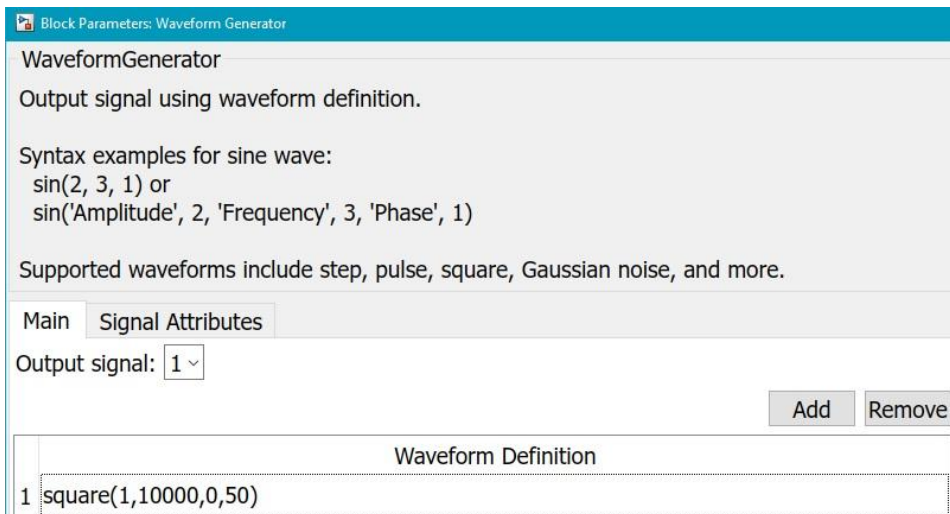 Block Parameters: Waveform Generator
WaveformGenerator
Output signal using waveform definition.
Syntax examples for sine wave:
sin(2, 3, 1) or
sin('Amplitude', 2, 'Frequency', 3, 'Phase', 1)
Supported waveforms include step, pulse, square, Gaussian noise, and more.
Main Signal Attributes
Output signal: 1
Add Remove
Waveform Definition
1 square(1,10000,0,50)